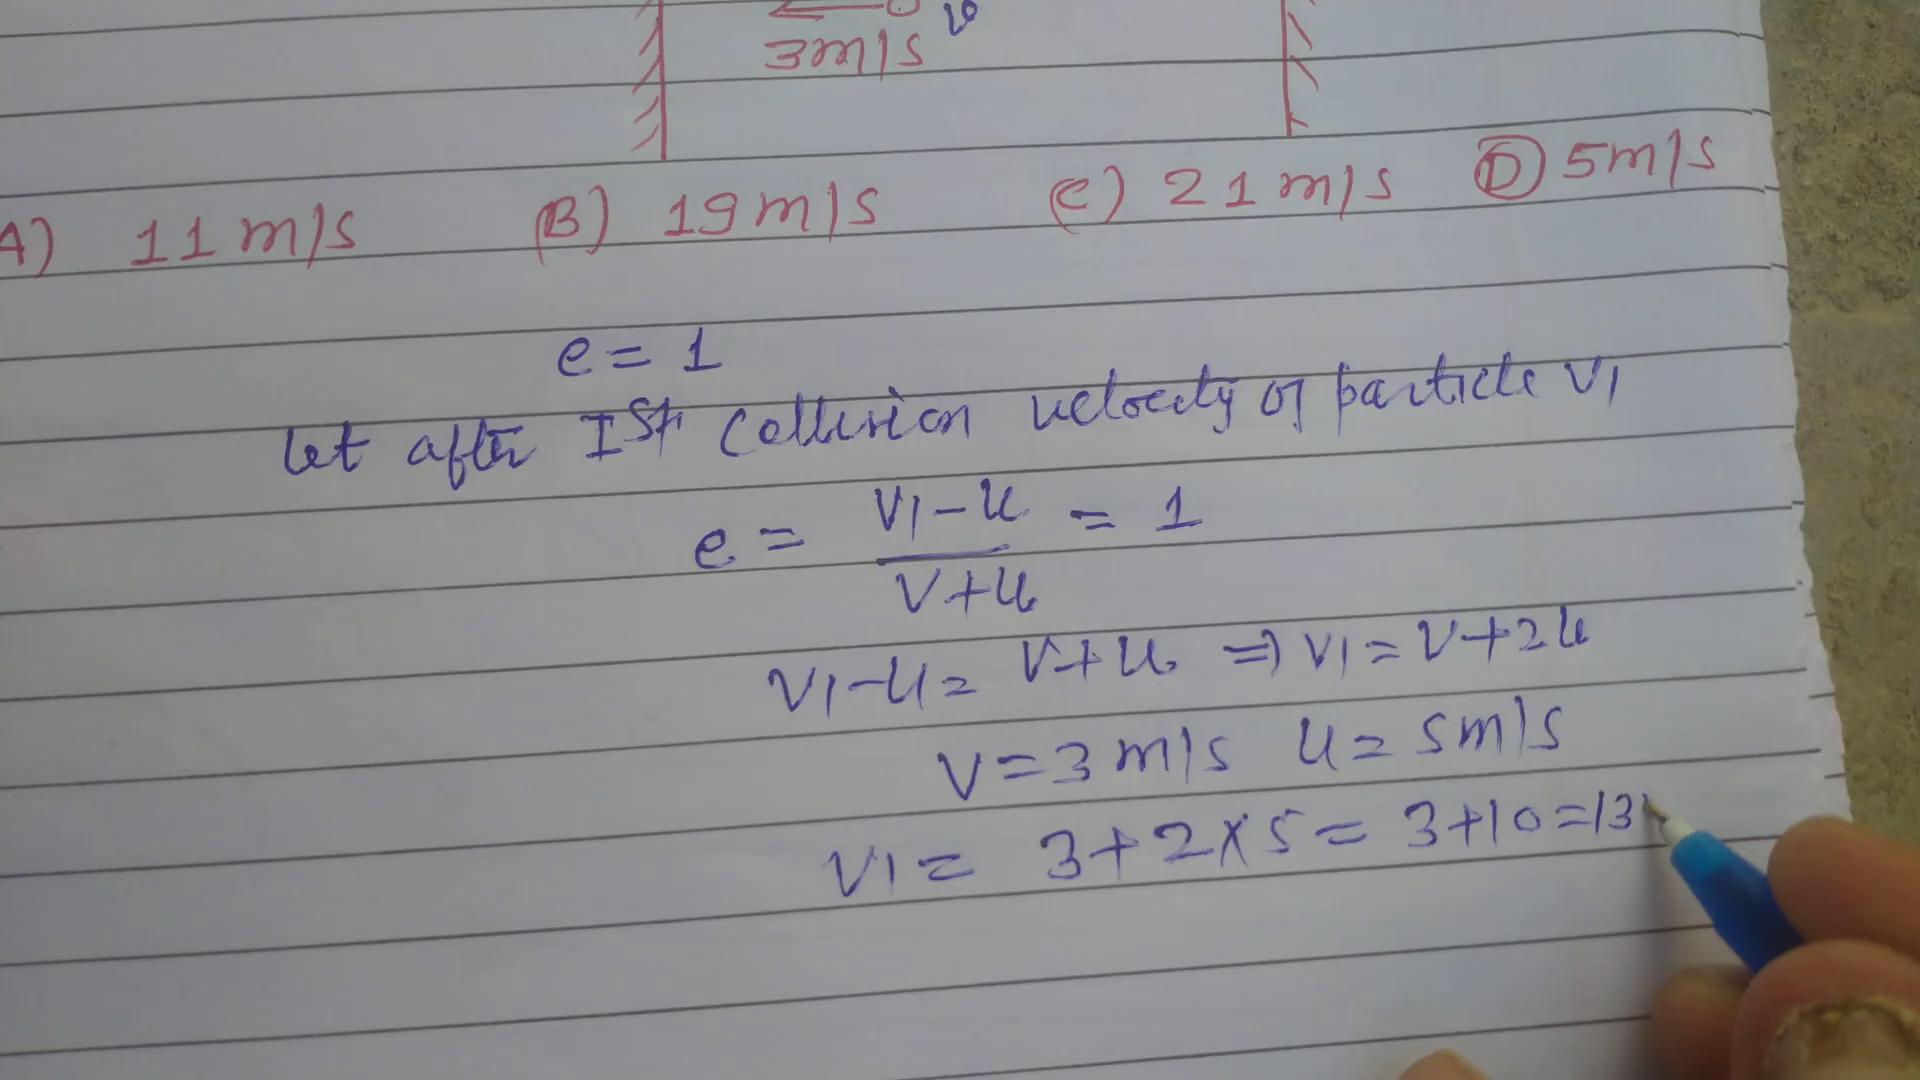 3m/s v
A) 11 m/s (B) 19 m/s (C) 21 m/s (D) 5 m/s
e = 1
let after Ist Collision velocity of particle V1
e = V1-u / V+u = 1
V1-u = V+u ⇒ V1 = V+2u
V = 3 m/s u = 5m/s
V1 = 3+2×5 = 3+10 = 13